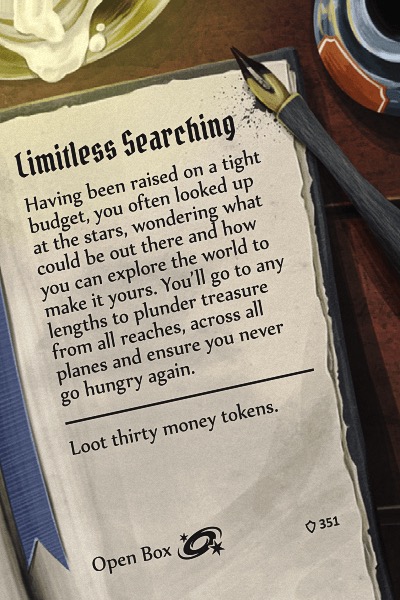 Limitless Searching
Having been raised on a tight
budget, you often looked up
at the stars, wondering what
could be out there and how
you can explore the world to
make it yours. You'll go to any
lengths to plunder treasure
from all reaches, across all
planes and ensure you never
go hungry again.
Loot thirty money tokens.
Open Box
351